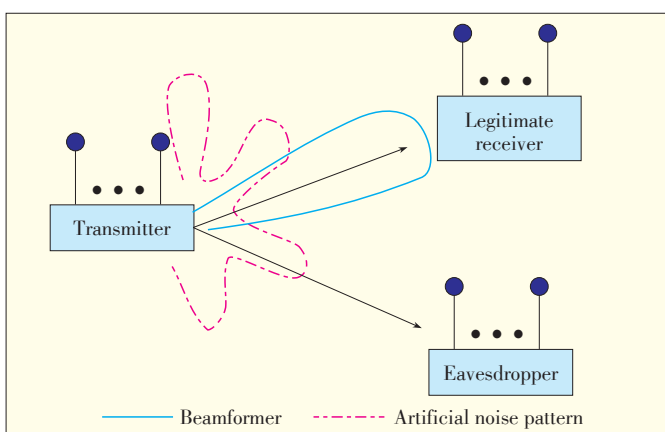 Legitimate
receiver
Transmitter
Eavesdropper
Beamformer
Artificial noise pattern